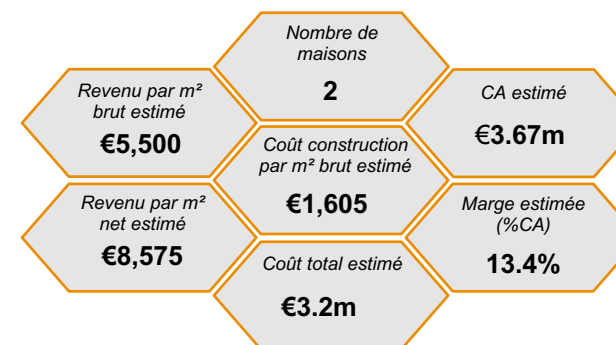 Nombre de
maisons
2
Revenu par m²
brut estimé
€5,500
CA estimé
€3.67m
Coût construction
par m² brut estimé
€1,605
Revenu par m²
net estimé
€8,575
Marge estimée
(%CA)
13.4%
Coût total estimé
€3.2m